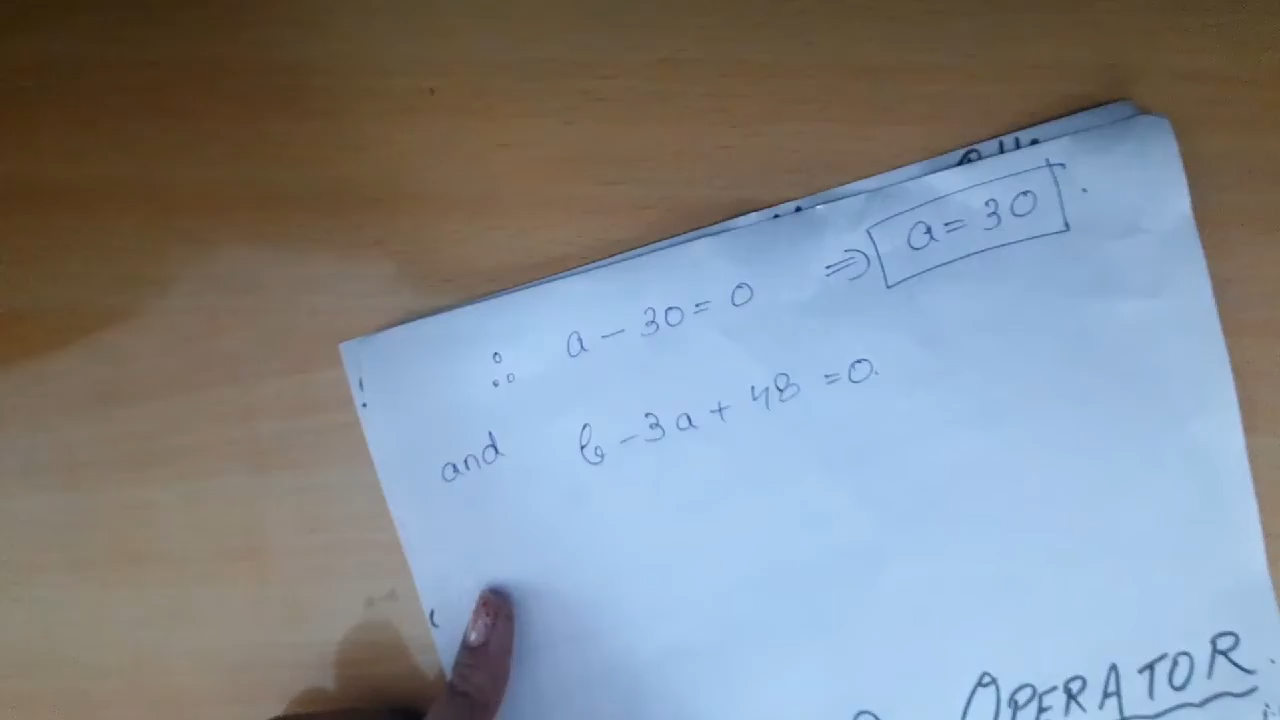 ∴ a - 30 = 0 ⇒ a = 30.
and b - 3a + 48 = 0.
OPERATOR.